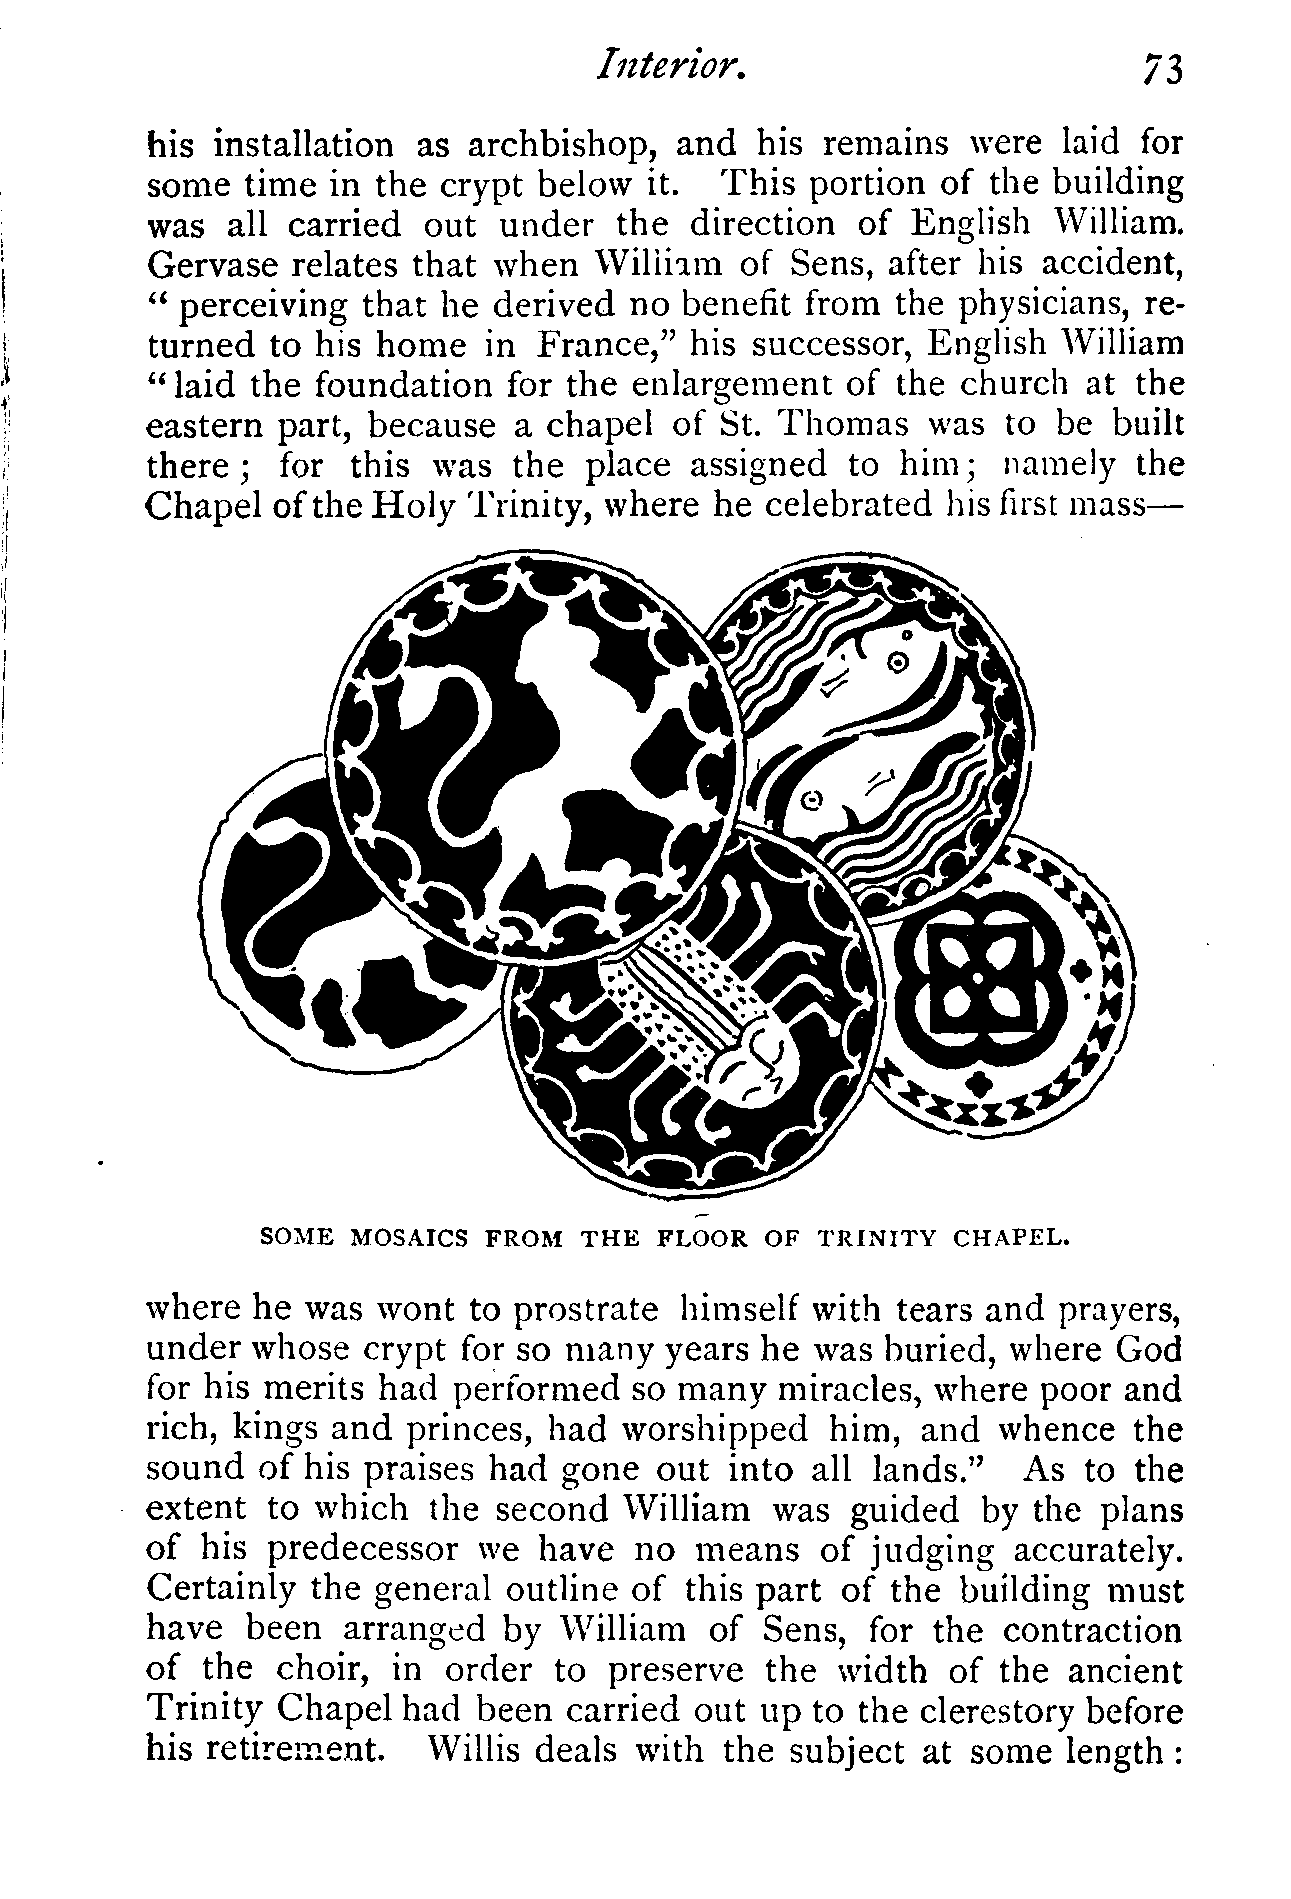 Interior. 73
his installation as archbishop, and his remains were laid for
some time in the crypt below it. This portion of the building
was all carried out under the direction of English William.
Gervase relates that when William of Sens, after his accident,
“ perceiving that he derived no benefit from the physicians, re-
turned to his home in France,” his successor, English William
“ laid the foundation for the enlargement of the church at the
eastern part, because a chapel of St. Thomas was to be built
there ; for this was the place assigned to him; namely the
Chapel of the Holy Trinity, where he celebrated his first mass—
SOME MOSAICS FROM THE FLOOR OF TRINITY CHAPEL.
where he was wont to prostrate himself with tears and prayers,
under whose crypt for so many years he was buried, where God
for his merits had performed so many miracles, where poor and
rich, kings and princes, had worshipped him, and whence the
sound of his praises had gone out into all lands.” As to the
extent to which the second William was guided by the plans
of his predecessor we have no means of judging accurately.
Certainly the general outline of this part of the building must
have been arranged by William of Sens, for the contraction
of the choir, in order to preserve the width of the ancient
Trinity Chapel had been carried out up to the clerestory before
his retirement. Willis deals with the subject at some length :